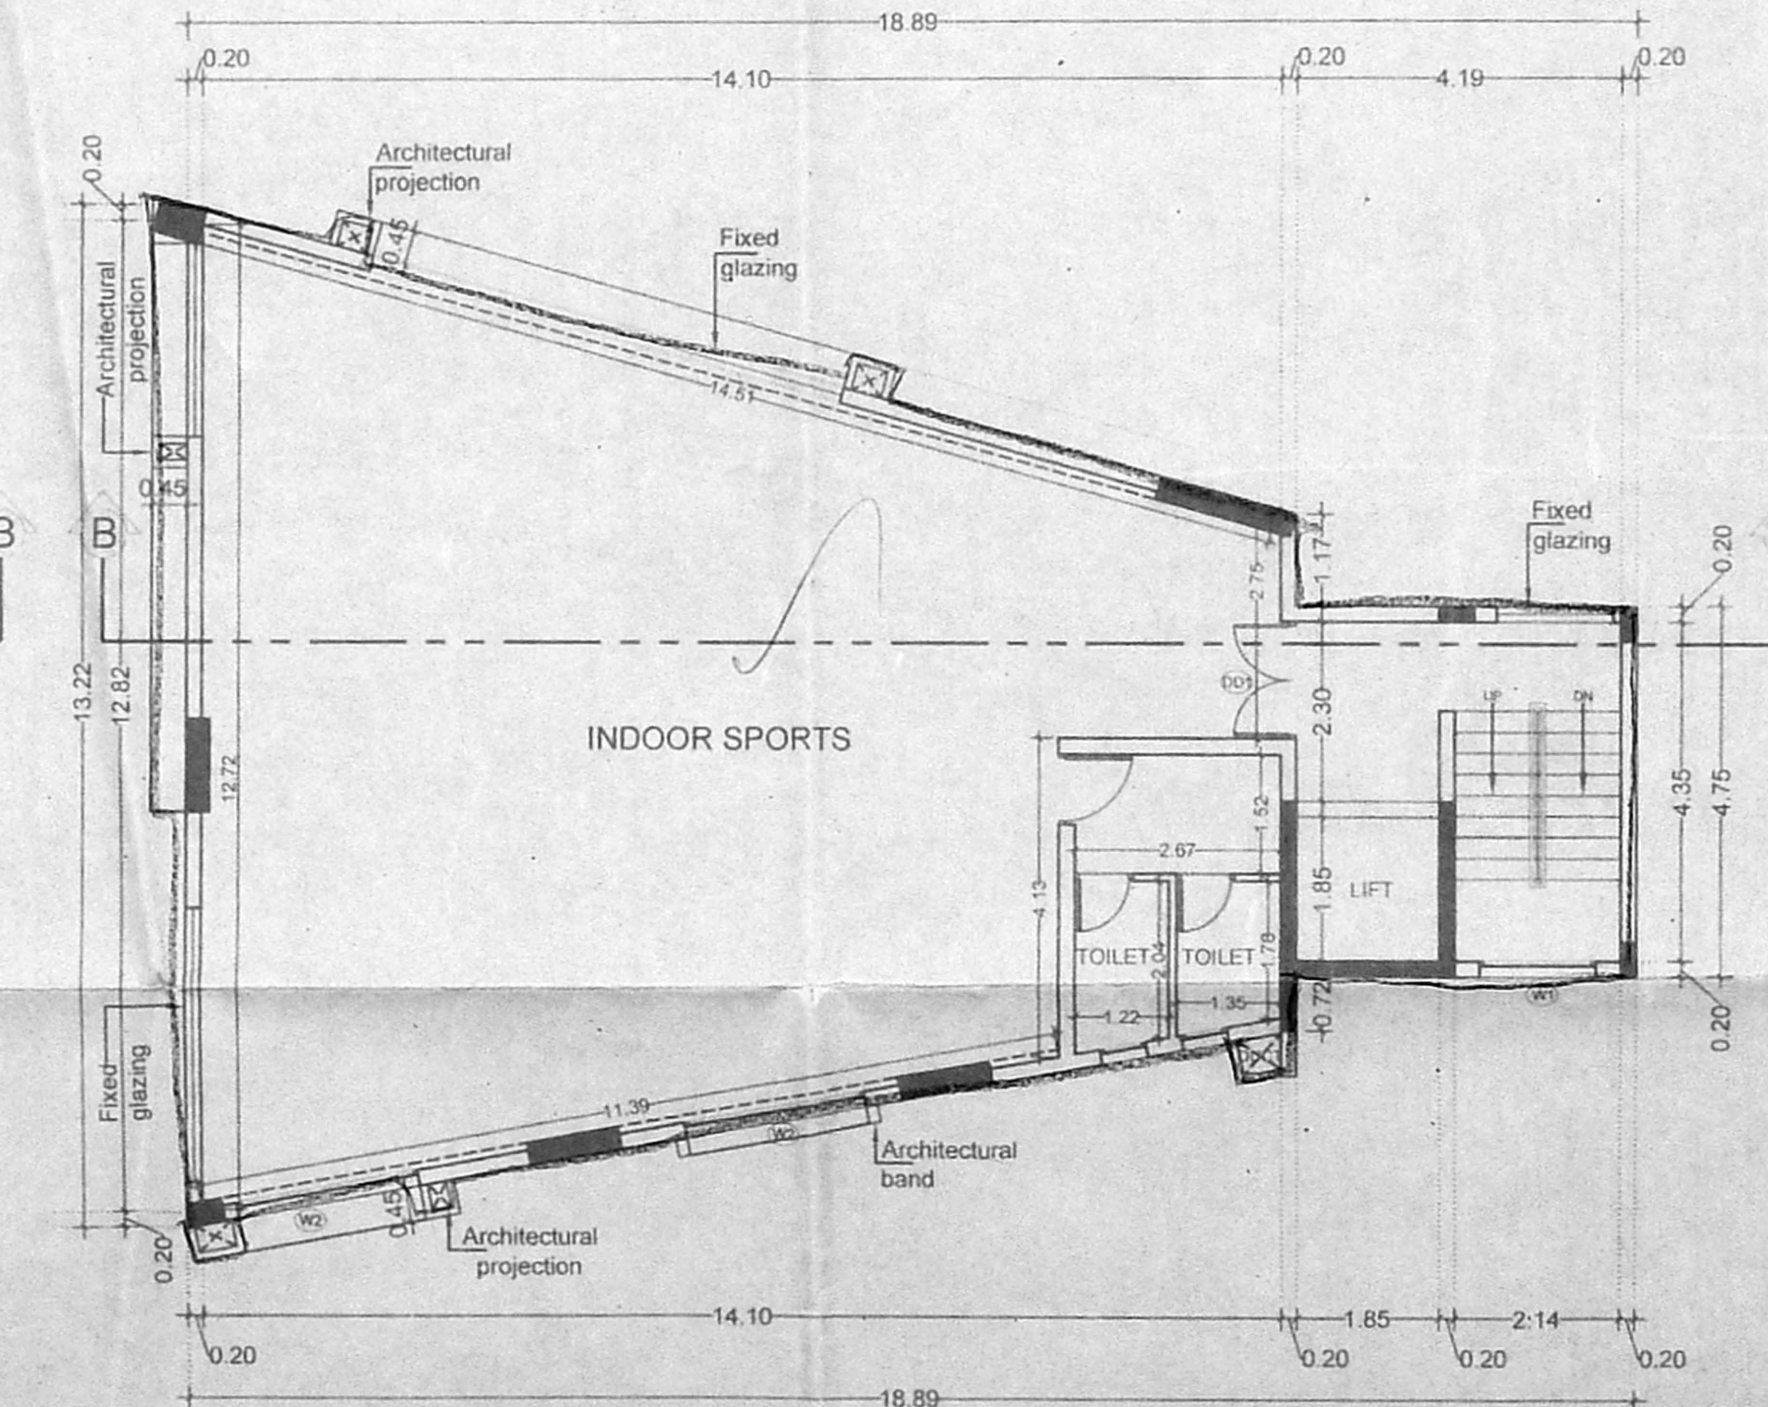 18.89
0.20
0.20
0.20
14.10
4.19
0.20
Architectural
projection
0.45
Fixed
glazing
Architectural
projection
14.51
0.45
B
B
Fixed
glazing
1.17
0.20
2.75
DD1
UP
DN
13.22
12.82
2.30
INDOOR SPORTS
12.72
4.35
4.75
1.52
2.67
4.13
1.85
LIFT
TOILET
2.04
TOILET
1.78
1.22
1.35
0.72
W1
0.20
Fixed
glazing
11.39
W2
Architectural
band
0.45
W2
Architectural
projection
0.20
14.10
1.85
2.14
0.20
0.20
0.20
0.20
18.89